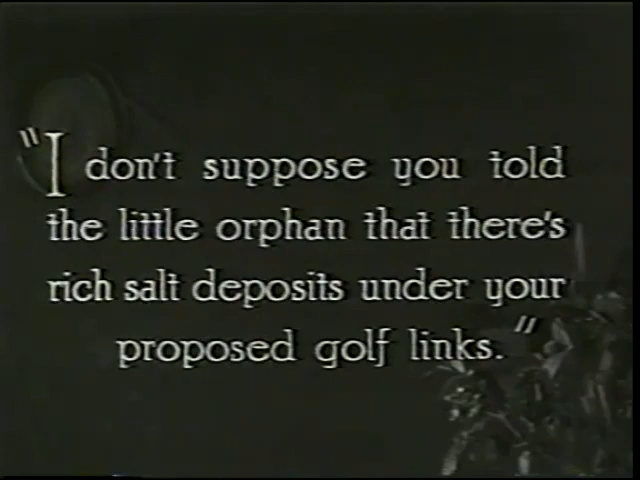 "I don't suppose you told
the little orphan that there's
rich salt deposits under your
proposed golf links."